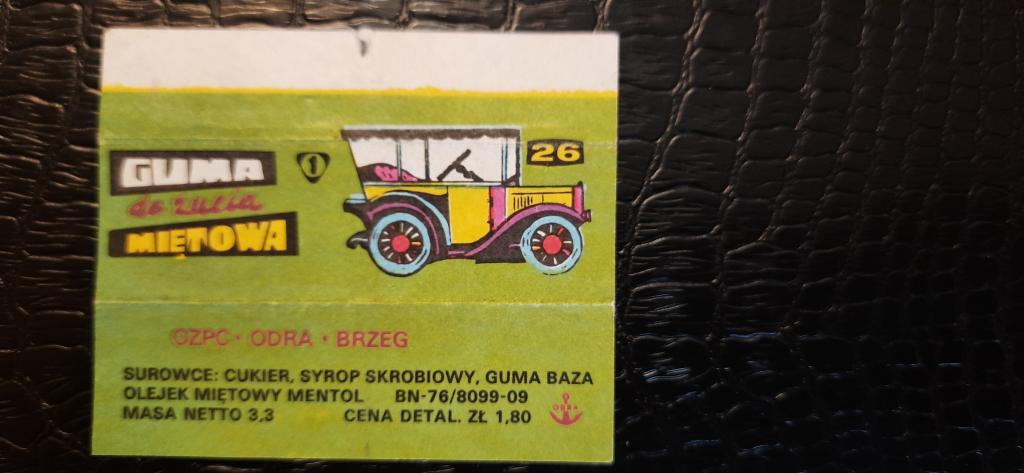 GUMA
do żucia
MIĘTOWA
1
26
OZPC · ODRA · BRZEG
SUROWCE: CUKIER, SYROP SKROBIOWY, GUMA BAZA
OLEJEK MIĘTOWY MENTOL BN-76/8099-09
MASA NETTO 3,3 CENA DETAL. ZŁ 1,80
ODRA